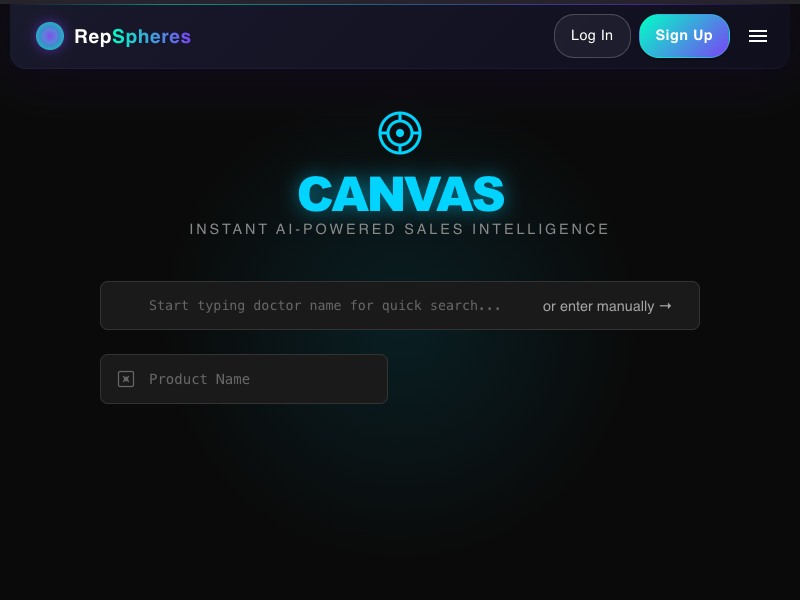 RepSpheres
Log In
Sign Up
CANVAS
INSTANT AI-POWERED SALES INTELLIGENCE
Start typing doctor name for quick search...
or enter manually →
Product Name